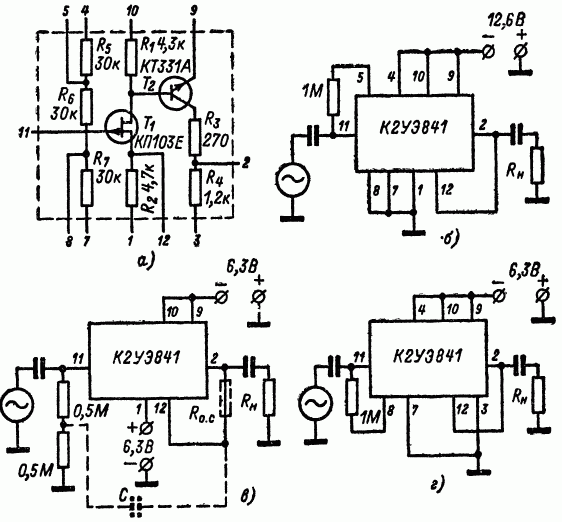 5 4 10 9
R5 30к
R1 4,3к
КТ331А
T2
R6 30к
11
T1
КП103Е
R3 270
2
R7 30к
R2 4,7к
R4 1,2к
8 7 1 12 3
а)
12,6В
- +
1М
5 4 10 9
11
К2УЭ841
2
Rн
8 7 1 12
б)
6,3В
- +
10 9
11
К2УЭ841
2
0,5М
1 12
Rо.с
Rн
+
6,3В
-
0,5М
С
в)
6,3В
- +
4 10 9
11
К2УЭ841
2
1М
8 7 12 3
Rн
г)